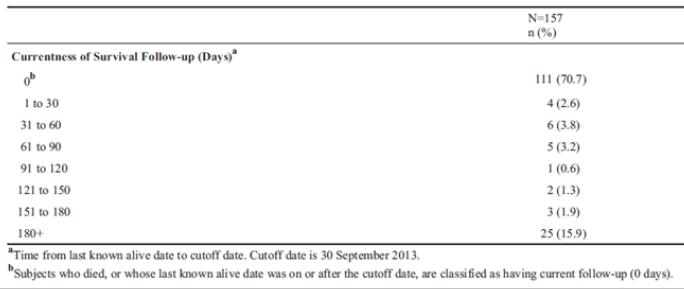 N=157
n (%)
Currentness of Survival Follow-up (Days)a
0b 111 (70.7)
1 to 30 4 (2.6)
31 to 60 6 (3.8)
61 to 90 5 (3.2)
91 to 120 1 (0.6)
121 to 150 2 (1.3)
151 to 180 3 (1.9)
180+ 25 (15.9)
aTime from last known alive date to cutoff date. Cutoff date is 30 September 2013.
bSubjects who died, or whose last known alive date was on or after the cutoff date, are classified as having current follow-up (0 days).